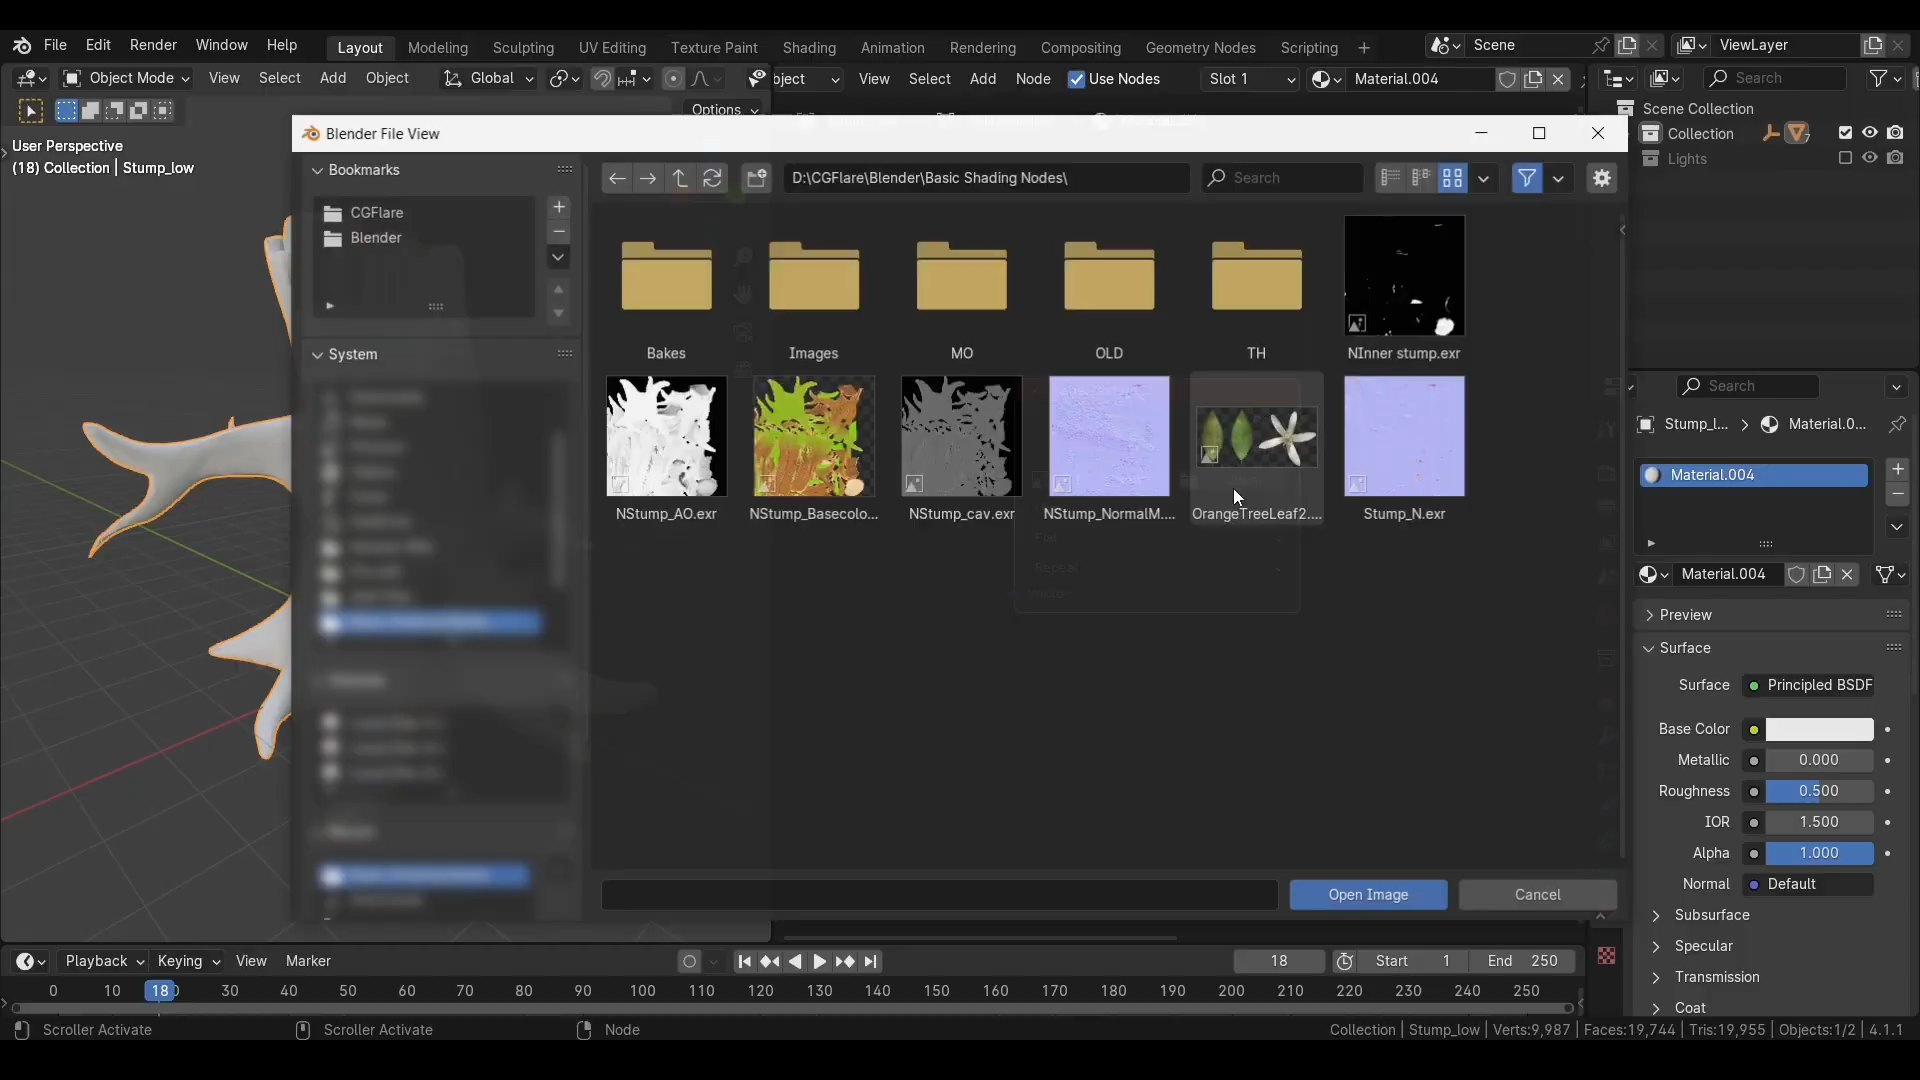 File Edit Render Window Help Layout Modeling Sculpting UV Editing Texture Paint Shading Animation Rendering Compositing Geometry Nodes Scripting + Scene ViewLayer
Object Mode View Select Add Object Global bject View Select Add Node Use Nodes Slot 1 Material.004 Search
Options
Scene Collection
Collection 7
Lights
User Perspective
(18) Collection | Stump_low
Blender File View
Bookmarks
CGFlare
Blender
System
D:\CGFlare\Blender\Basic Shading Nodes\ Search
Bakes Images MO OLD TH NInner stump.exr
NStump_AO.exr NStump_Basecolo... NStump_cav.exr NStump_NormalM.... OrangeTreeLeaf2.... Stump_N.exr
Flat
Repeat
Open Image Cancel
Search
Stump_l... > Material.0...
Material.004
Material.004
Preview
Surface
Surface Principled BSDF
Base Color
Metallic 0.000
Roughness 0.500
IOR 1.500
Alpha 1.000
Normal Default
Subsurface
Specular
Transmission
Coat
Playback Keying View Marker 18 Start 1 End 250
0 10 18 30 40 50 60 70 80 90 100 110 120 130 140 150 160 170 180 190 200 210 220 230 240 250
Scroller Activate Scroller Activate Node Collection | Stump_low | Verts:9,987 | Faces:19,744 | Tris:19,955 | Objects:1/2 | 4.1.1